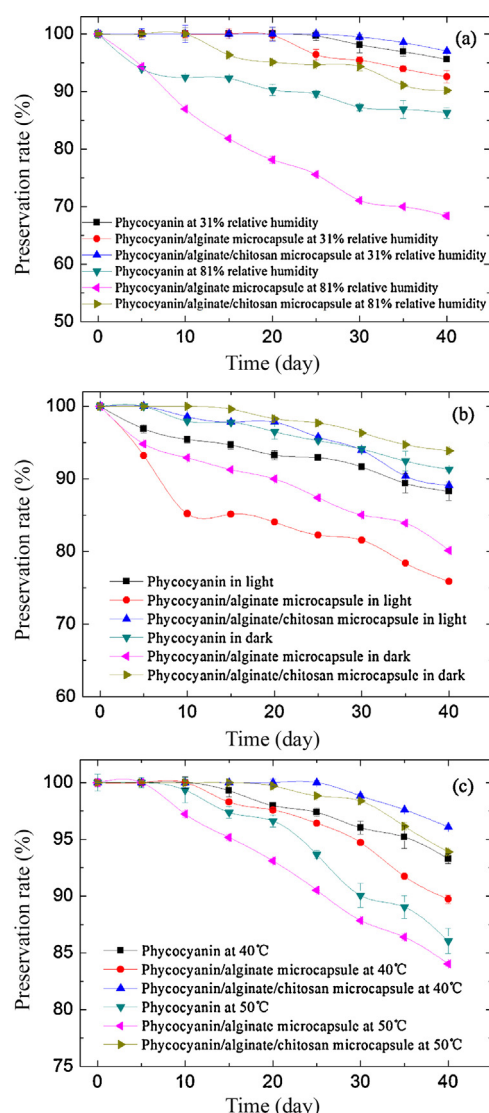 (a)
Preservation rate (%)
100
90
80
70
60
50
Phycocyanin at 31% relative humidity
Phycocyanin/alginate microcapsule at 31% relative humidity
Phycocyanin/alginate/chitosan microcapsule at 31% relative humidity
Phycocyanin at 81% relative humidity
Phycocyanin/alginate microcapsule at 81% relative humidity
Phycocyanin/alginate/chitosan microcapsule at 81% relative humidity
0 10 20 30 40
Time (day)
(b)
Preservation rate (%)
100
90
80
70
60
Phycocyanin in light
Phycocyanin/alginate microcapsule in light
Phycocyanin/alginate/chitosan microcapsule in light
Phycocyanin in dark
Phycocyanin/alginate microcapsule in dark
Phycocyanin/alginate/chitosan microcapsule in dark
0 10 20 30 40
Time (day)
(c)
Preservation rate (%)
100
95
90
85
80
75
Phycocyanin at 40℃
Phycocyanin/alginate microcapsule at 40℃
Phycocyanin/alginate/chitosan microcapsule at 40℃
Phycocyanin at 50℃
Phycocyanin/alginate microcapsule at 50℃
Phycocyanin/alginate/chitosan microcapsule at 50℃
0 10 20 30 40
Time (day)